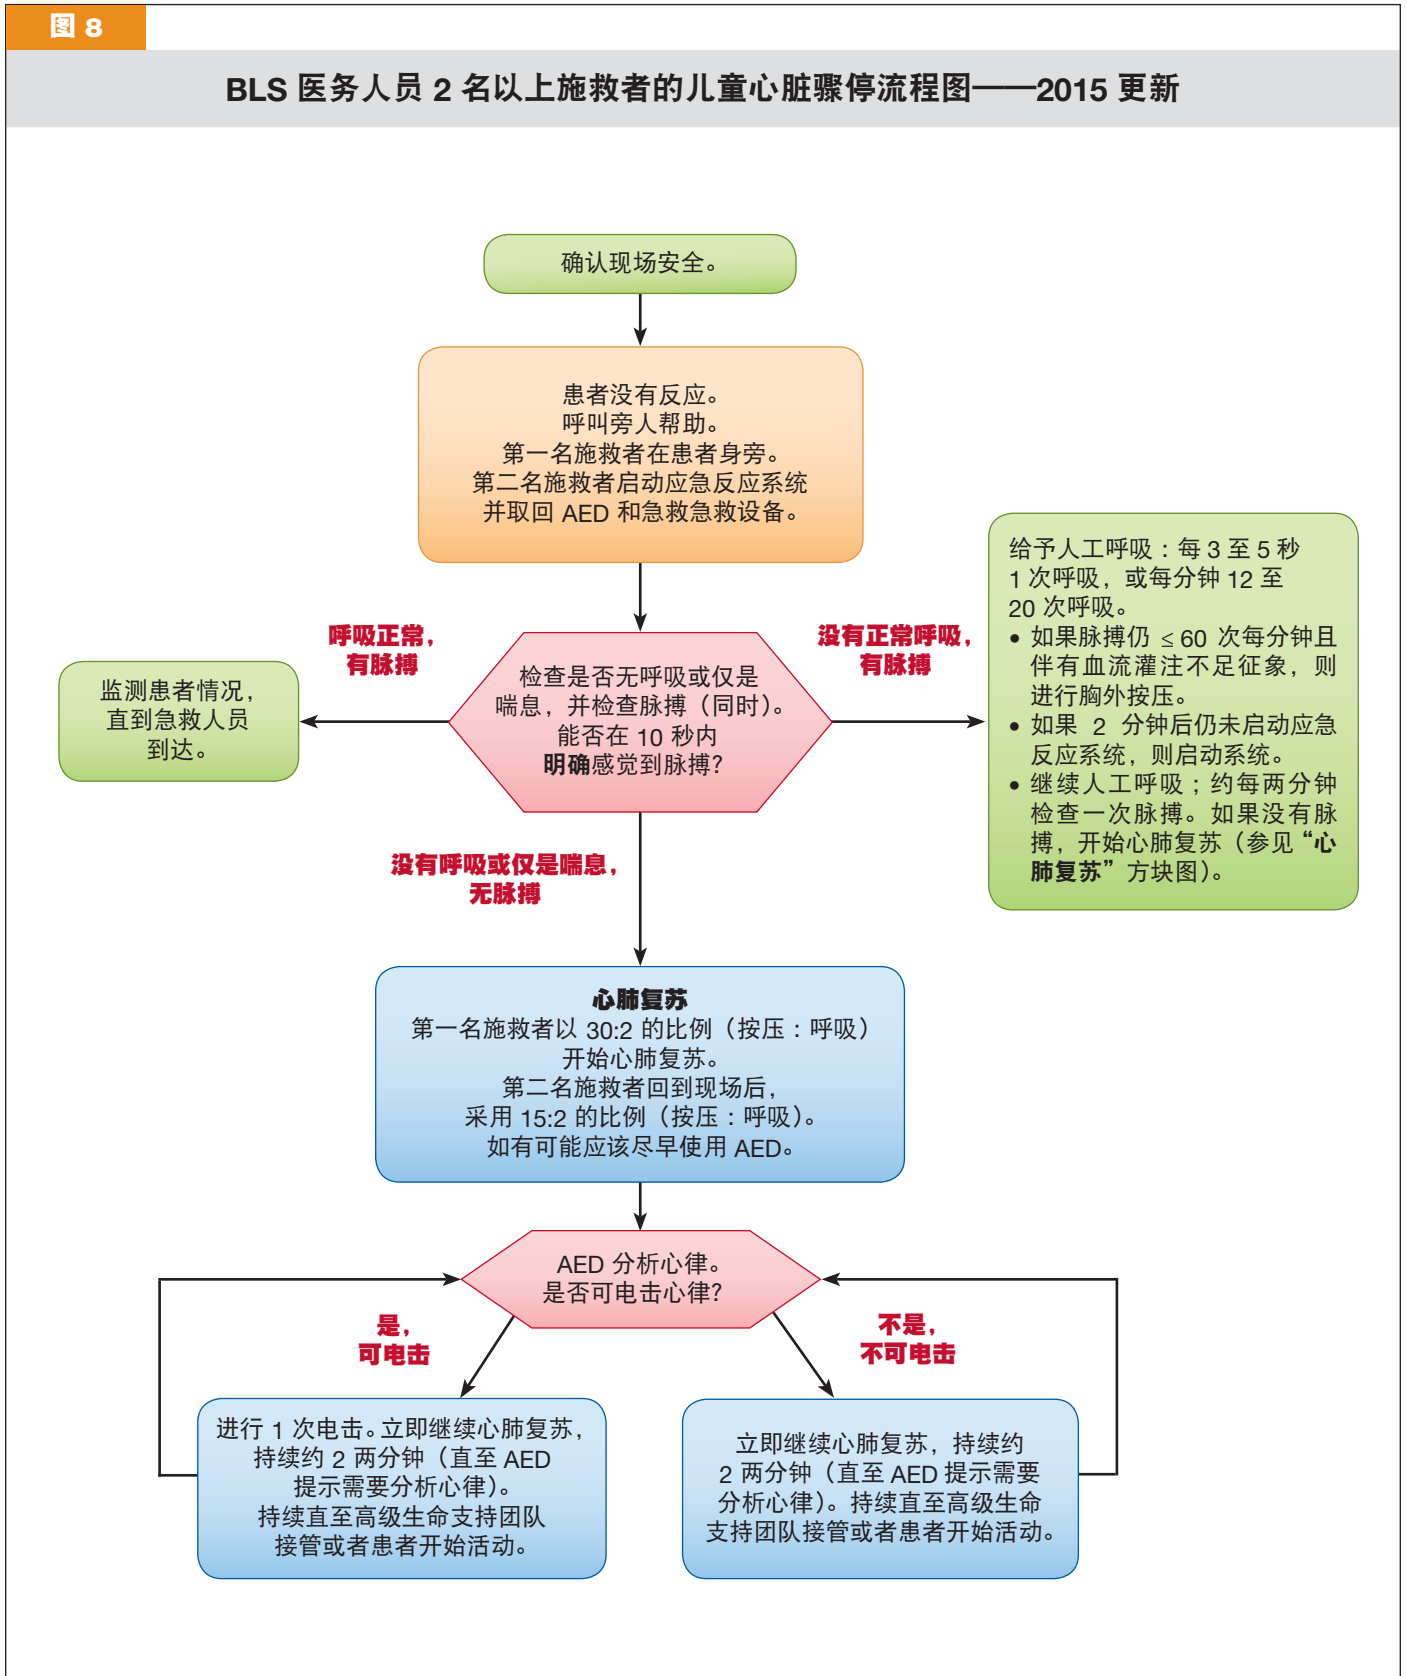 图 8
BLS 医务人员 2 名以上施救者的儿童心脏骤停流程图——2015 更新
确认现场安全。
患者没有反应。
呼叫旁人帮助。
第一名施救者在患者身旁。
第二名施救者启动应急反应系统
并取回 AED 和急救急救设备。
呼吸正常，
有脉搏
监测患者情况，
直到急救人员
到达。
检查是否无呼吸或仅是
喘息，并检查脉搏（同时）。
能否在 10 秒内
明确感觉到脉搏？
没有正常呼吸，
有脉搏
给予人工呼吸：每 3 至 5 秒
1 次呼吸，或每分钟 12 至
20 次呼吸。
• 如果脉搏仍 ≤ 60 次每分钟且
伴有血流灌注不足征象，则
进行胸外按压。
• 如果 2 分钟后仍未启动应急
反应系统，则启动系统。
• 继续人工呼吸；约每两分钟
检查一次脉搏。如果没有脉
搏，开始心肺复苏（参见“心
肺复苏”方块图）。
没有呼吸或仅是喘息，
无脉搏
心肺复苏
第一名施救者以 30:2 的比例（按压：呼吸）
开始心肺复苏。
第二名施救者回到现场后，
采用 15:2 的比例（按压：呼吸）。
如有可能应该尽早使用 AED。
AED 分析心律。
是否可电击心律？
是，
可电击
不是，
不可电击
进行 1 次电击。立即继续心肺复苏，
持续约 2 两分钟（直至 AED
提示需要分析心律）。
持续直至高级生命支持团队
接管或者患者开始活动。
立即继续心肺复苏，持续约
2 两分钟（直至 AED 提示需要
分析心律）。持续直至高级生命
支持团队接管或者患者开始活动。